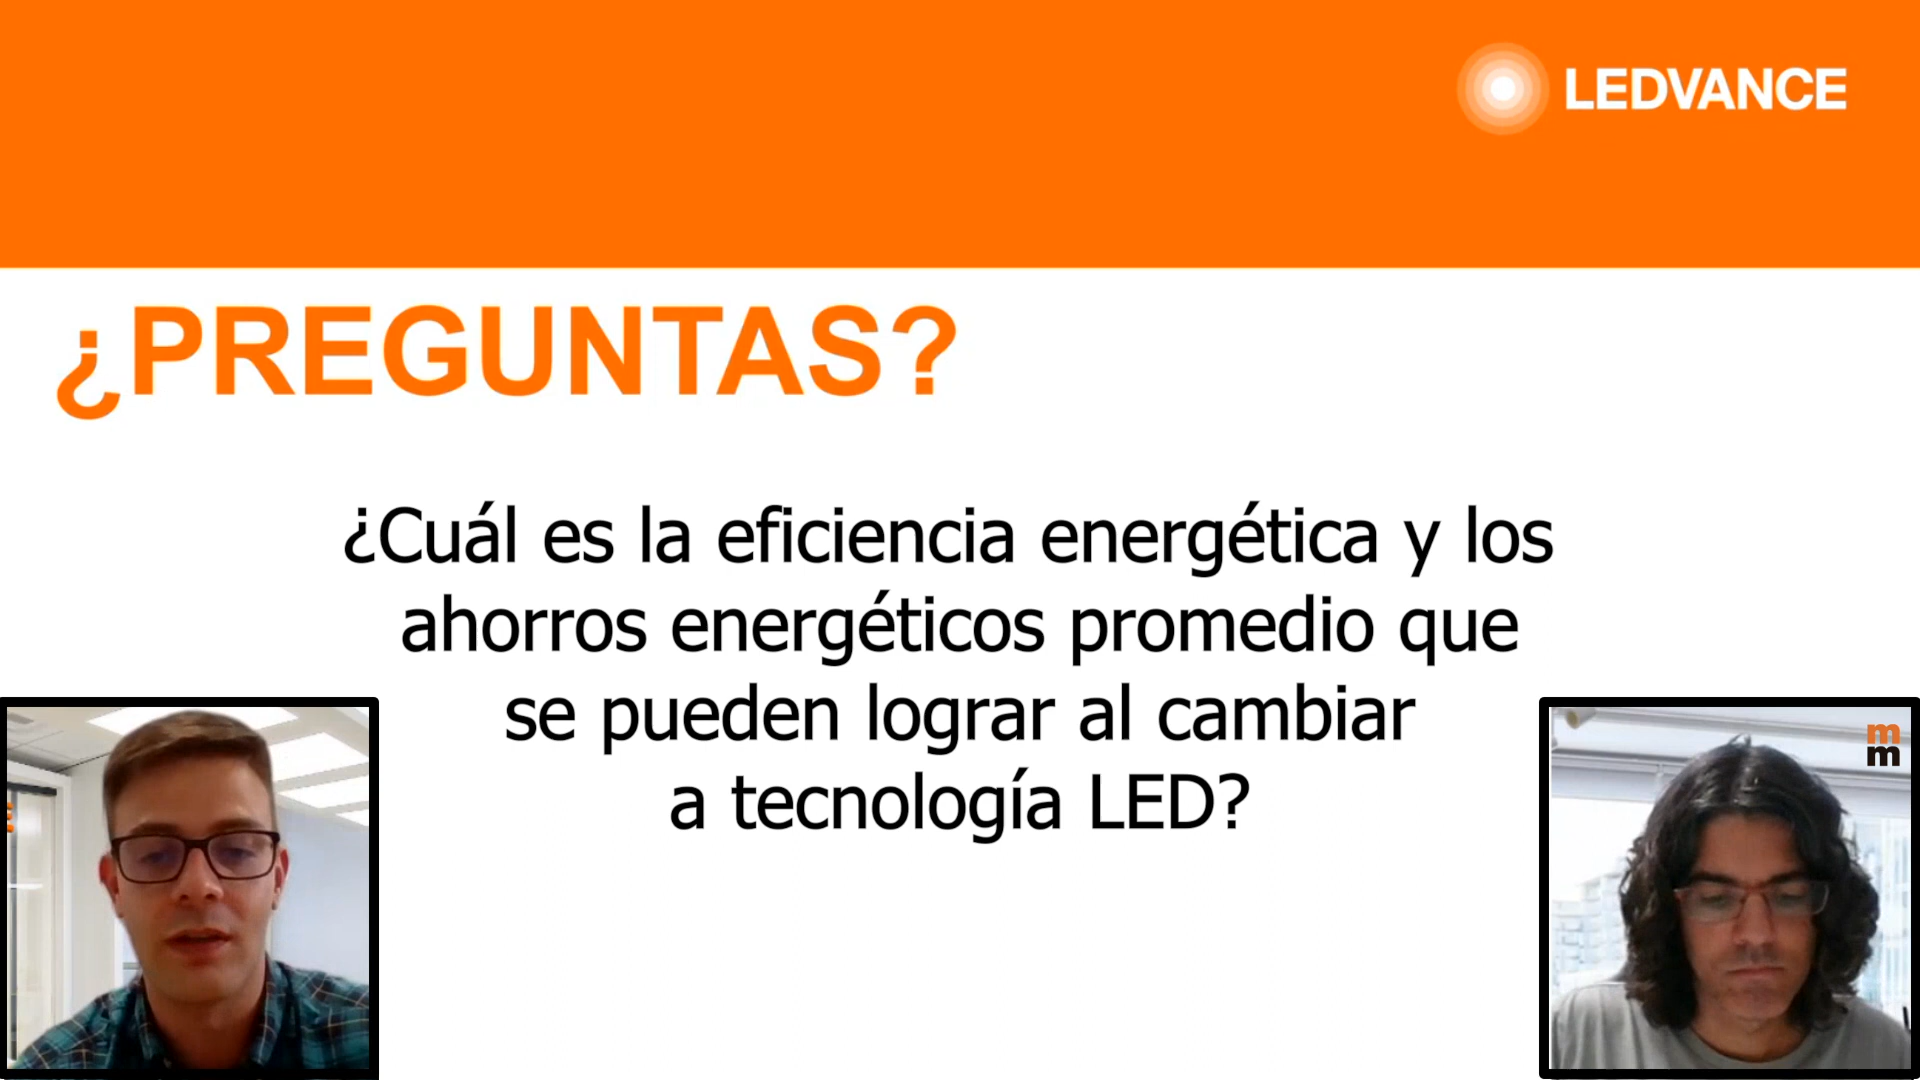 LEDVANCE
¿PREGUNTAS?
¿Cuál es la eficiencia energética y los
ahorros energéticos promedio que
se pueden lograr al cambiar
a tecnología LED?
m
m